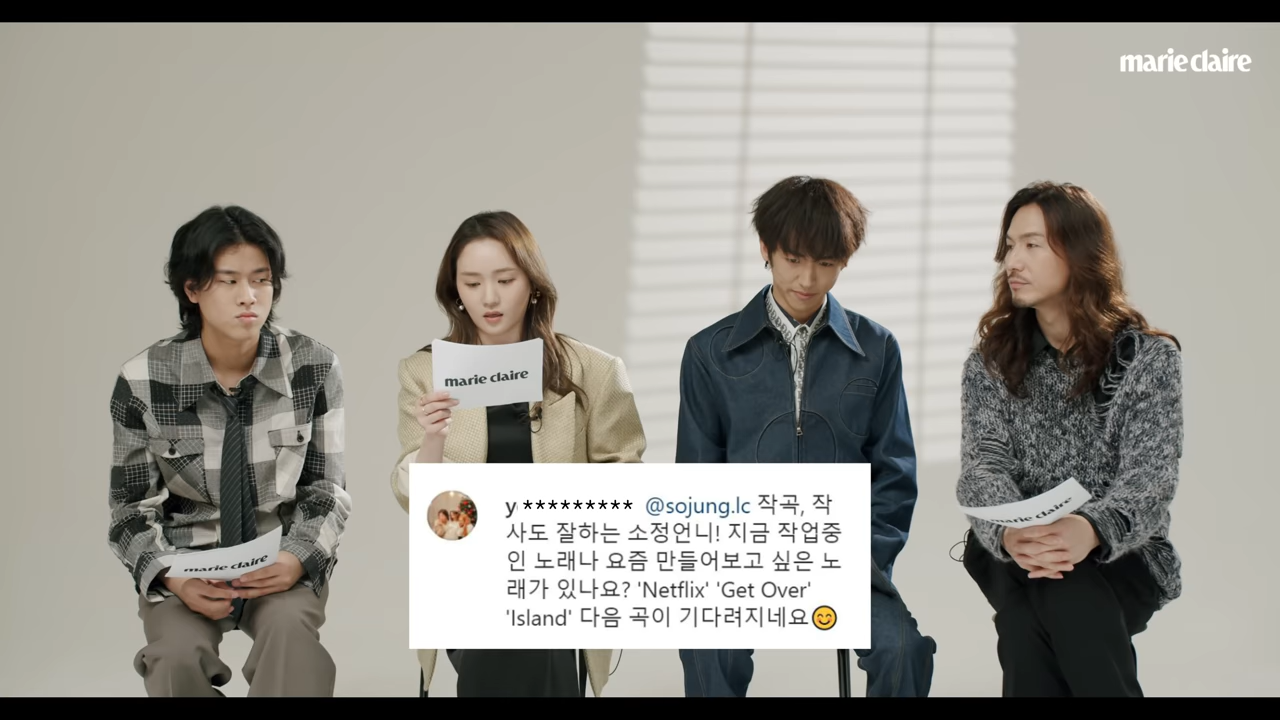 marie claire
marie claire
marie claire
marie claire
y********* @sojung.lc 작곡, 작
사도 잘하는 소정언니! 지금 작업중
인 노래나 요즘 만들어보고 싶은 노
래가 있나요? 'Netflix' 'Get Over'
'Island' 다음 곡이 기다려지네요😊